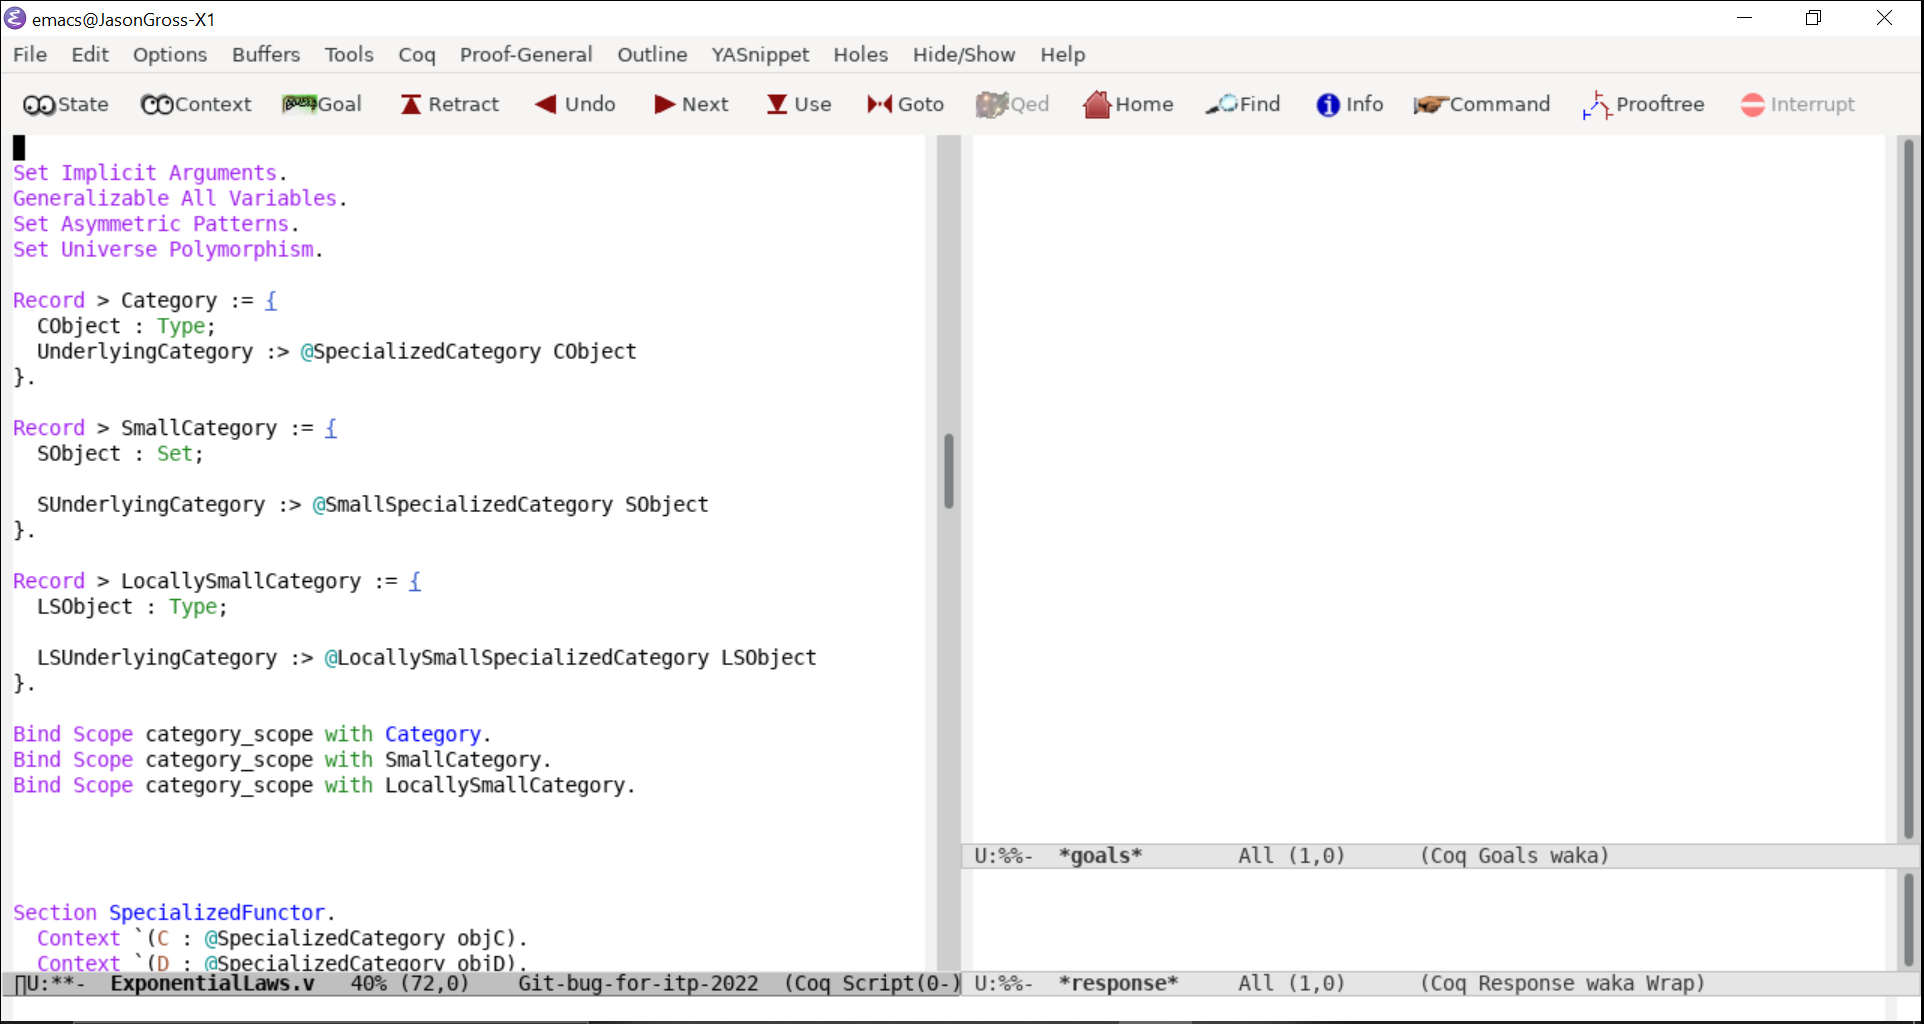 emacs@JasonGross-X1
File Edit Options Buffers Tools Coq Proof-General Outline YASnippet Holes Hide/Show Help
State Context Goal Retract Undo Next Use Goto Qed Home Find Info Command Prooftree Interrupt
Set Implicit Arguments.
Generalizable All Variables.
Set Asymmetric Patterns.
Set Universe Polymorphism.
Record > Category := {
  CObject : Type;
  UnderlyingCategory :> @SpecializedCategory CObject
}.
Record > SmallCategory := {
  SObject : Set;
  SUnderlyingCategory :> @SmallSpecializedCategory SObject
}.
Record > LocallySmallCategory := {
  LSObject : Type;
  LSUnderlyingCategory :> @LocallySmallSpecializedCategory LSObject
}.
Bind Scope category_scope with Category.
Bind Scope category_scope with SmallCategory.
Bind Scope category_scope with LocallySmallCategory.
Section SpecializedFunctor.
  Context `(C : @SpecializedCategory objC).
  Context `(D : @SpecializedCategory objD).
U:**-  ExponentialLaws.v   40% (72,0)    Git-bug-for-itp-2022  (Coq Script(0-)
U:%%-  *goals*        All (1,0)      (Coq Goals waka)
U:%%-  *response*     All (1,0)      (Coq Response waka Wrap)